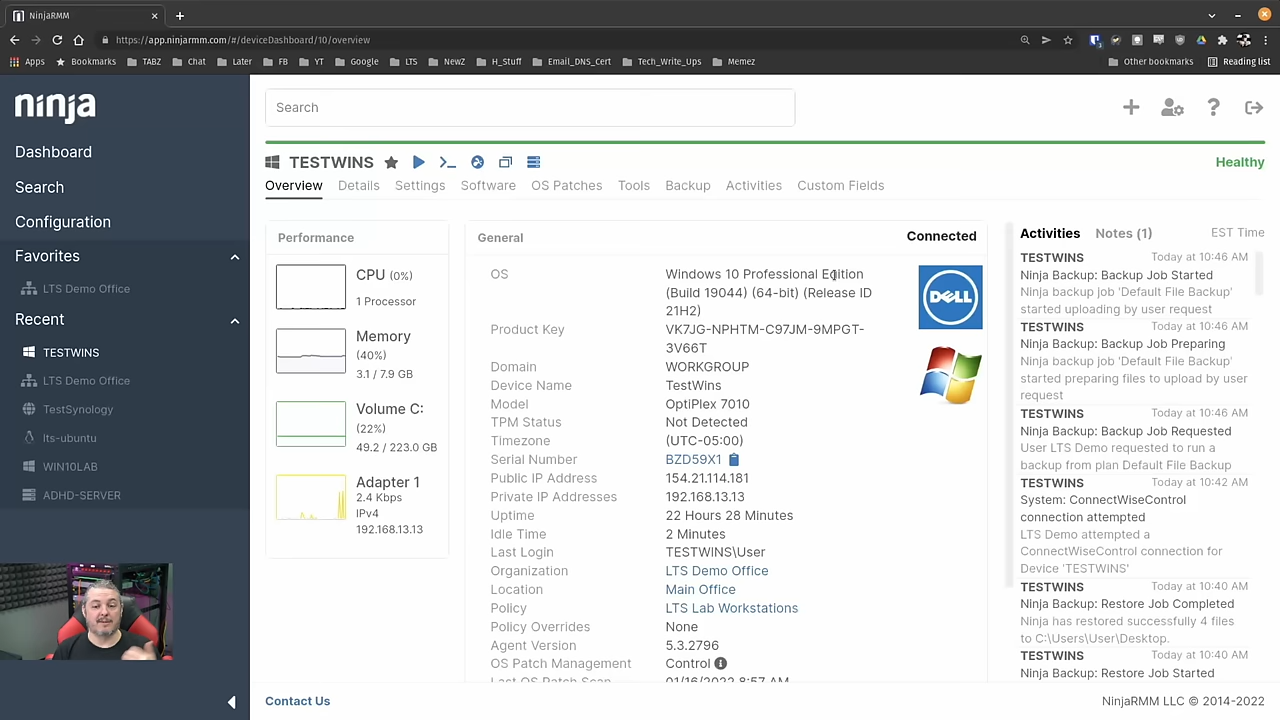 NinjaRMM
https://app.ninjarmm.com/#/deviceDashboard/10/overview
Apps
Bookmarks
TABZ
Chat
Later
FB
YT
Google
LTS
NewZ
H_Stuff
Email_DNS_Cert
Tech_Write_Ups
Memez
Other bookmarks
Reading list
ninja
Dashboard
Search
Configuration
Favorites
LTS Demo Office
Recent
TESTWINS
LTS Demo Office
TestSynology
lts-ubuntu
WIN10LAB
ADHD-SERVER
Search
TESTWINS
Healthy
Overview
Details
Settings
Software
OS Patches
Tools
Backup
Activities
Custom Fields
Performance
CPU (0%)
1 Processor
Memory
(40%)
3.1 / 7.9 GB
Volume C:
(22%)
49.2 / 223.0 GB
Adapter 1
2.4 Kbps
IPv4
192.168.13.13
General
Connected
OS
Windows 10 Professional Edition
(Build 19044) (64-bit) (Release ID
21H2)
Product Key
VK7JG-NPHTM-C97JM-9MPGT-
3V66T
Domain
WORKGROUP
Device Name
TestWins
Model
OptiPlex 7010
TPM Status
Not Detected
Timezone
(UTC-05:00)
Serial Number
BZD59X1
Public IP Address
154.21.114.181
Private IP Addresses
192.168.13.13
Uptime
22 Hours 28 Minutes
Idle Time
2 Minutes
Last Login
TESTWINS\User
Organization
LTS Demo Office
Location
Main Office
Policy
LTS Lab Workstations
Policy Overrides
None
Agent Version
5.3.2796
OS Patch Management
Control
Last OS Patch Scan
01/16/2022 8:57 AM
DELL
Activities
Notes (1)
EST Time
TESTWINS
Today at 10:46 AM
Ninja Backup: Backup Job Started
Ninja backup job 'Default File Backup'
started uploading by user request
TESTWINS
Today at 10:46 AM
Ninja Backup: Backup Job Preparing
Ninja backup job 'Default File Backup'
started preparing files to upload by user
request
TESTWINS
Today at 10:46 AM
Ninja Backup: Backup Job Requested
User LTS Demo requested to run a
backup from plan Default File Backup
TESTWINS
Today at 10:42 AM
System: ConnectWiseControl
connection attempted
LTS Demo attempted a
ConnectWiseControl connection for
Device 'TESTWINS'
TESTWINS
Today at 10:40 AM
Ninja Backup: Restore Job Completed
Ninja has restored successfully 4 files
to C:\Users\User\Desktop.
TESTWINS
Today at 10:40 AM
Ninja Backup: Restore Job Started
Contact Us
NinjaRMM LLC © 2014-2022